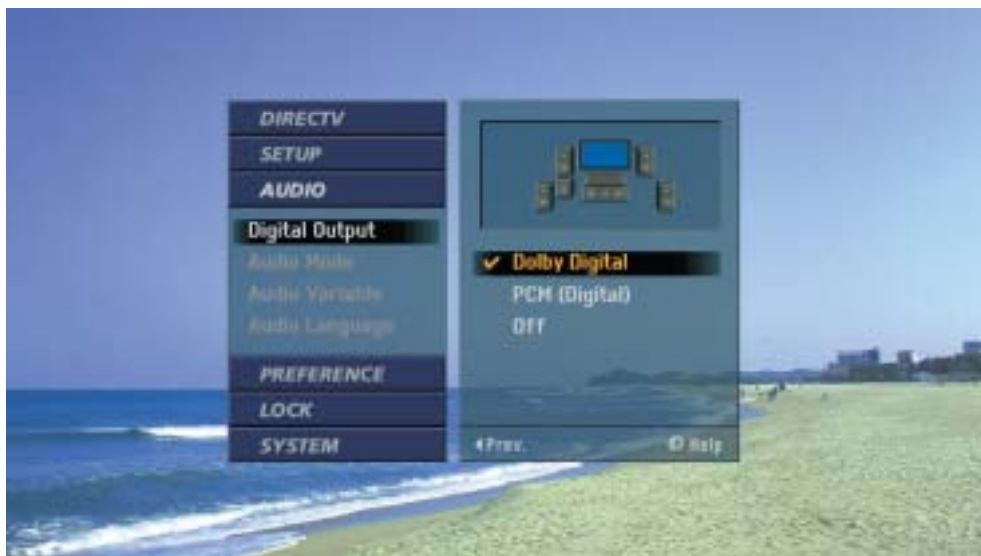 DIRECTV
SETUP
AUDIO
Digital Output
Audio Mode
Audio Variable
Audio Language
PREFERENCE
LOCK
SYSTEM
Dolby Digital
PCM (Digital)
Off
Prev.
Help